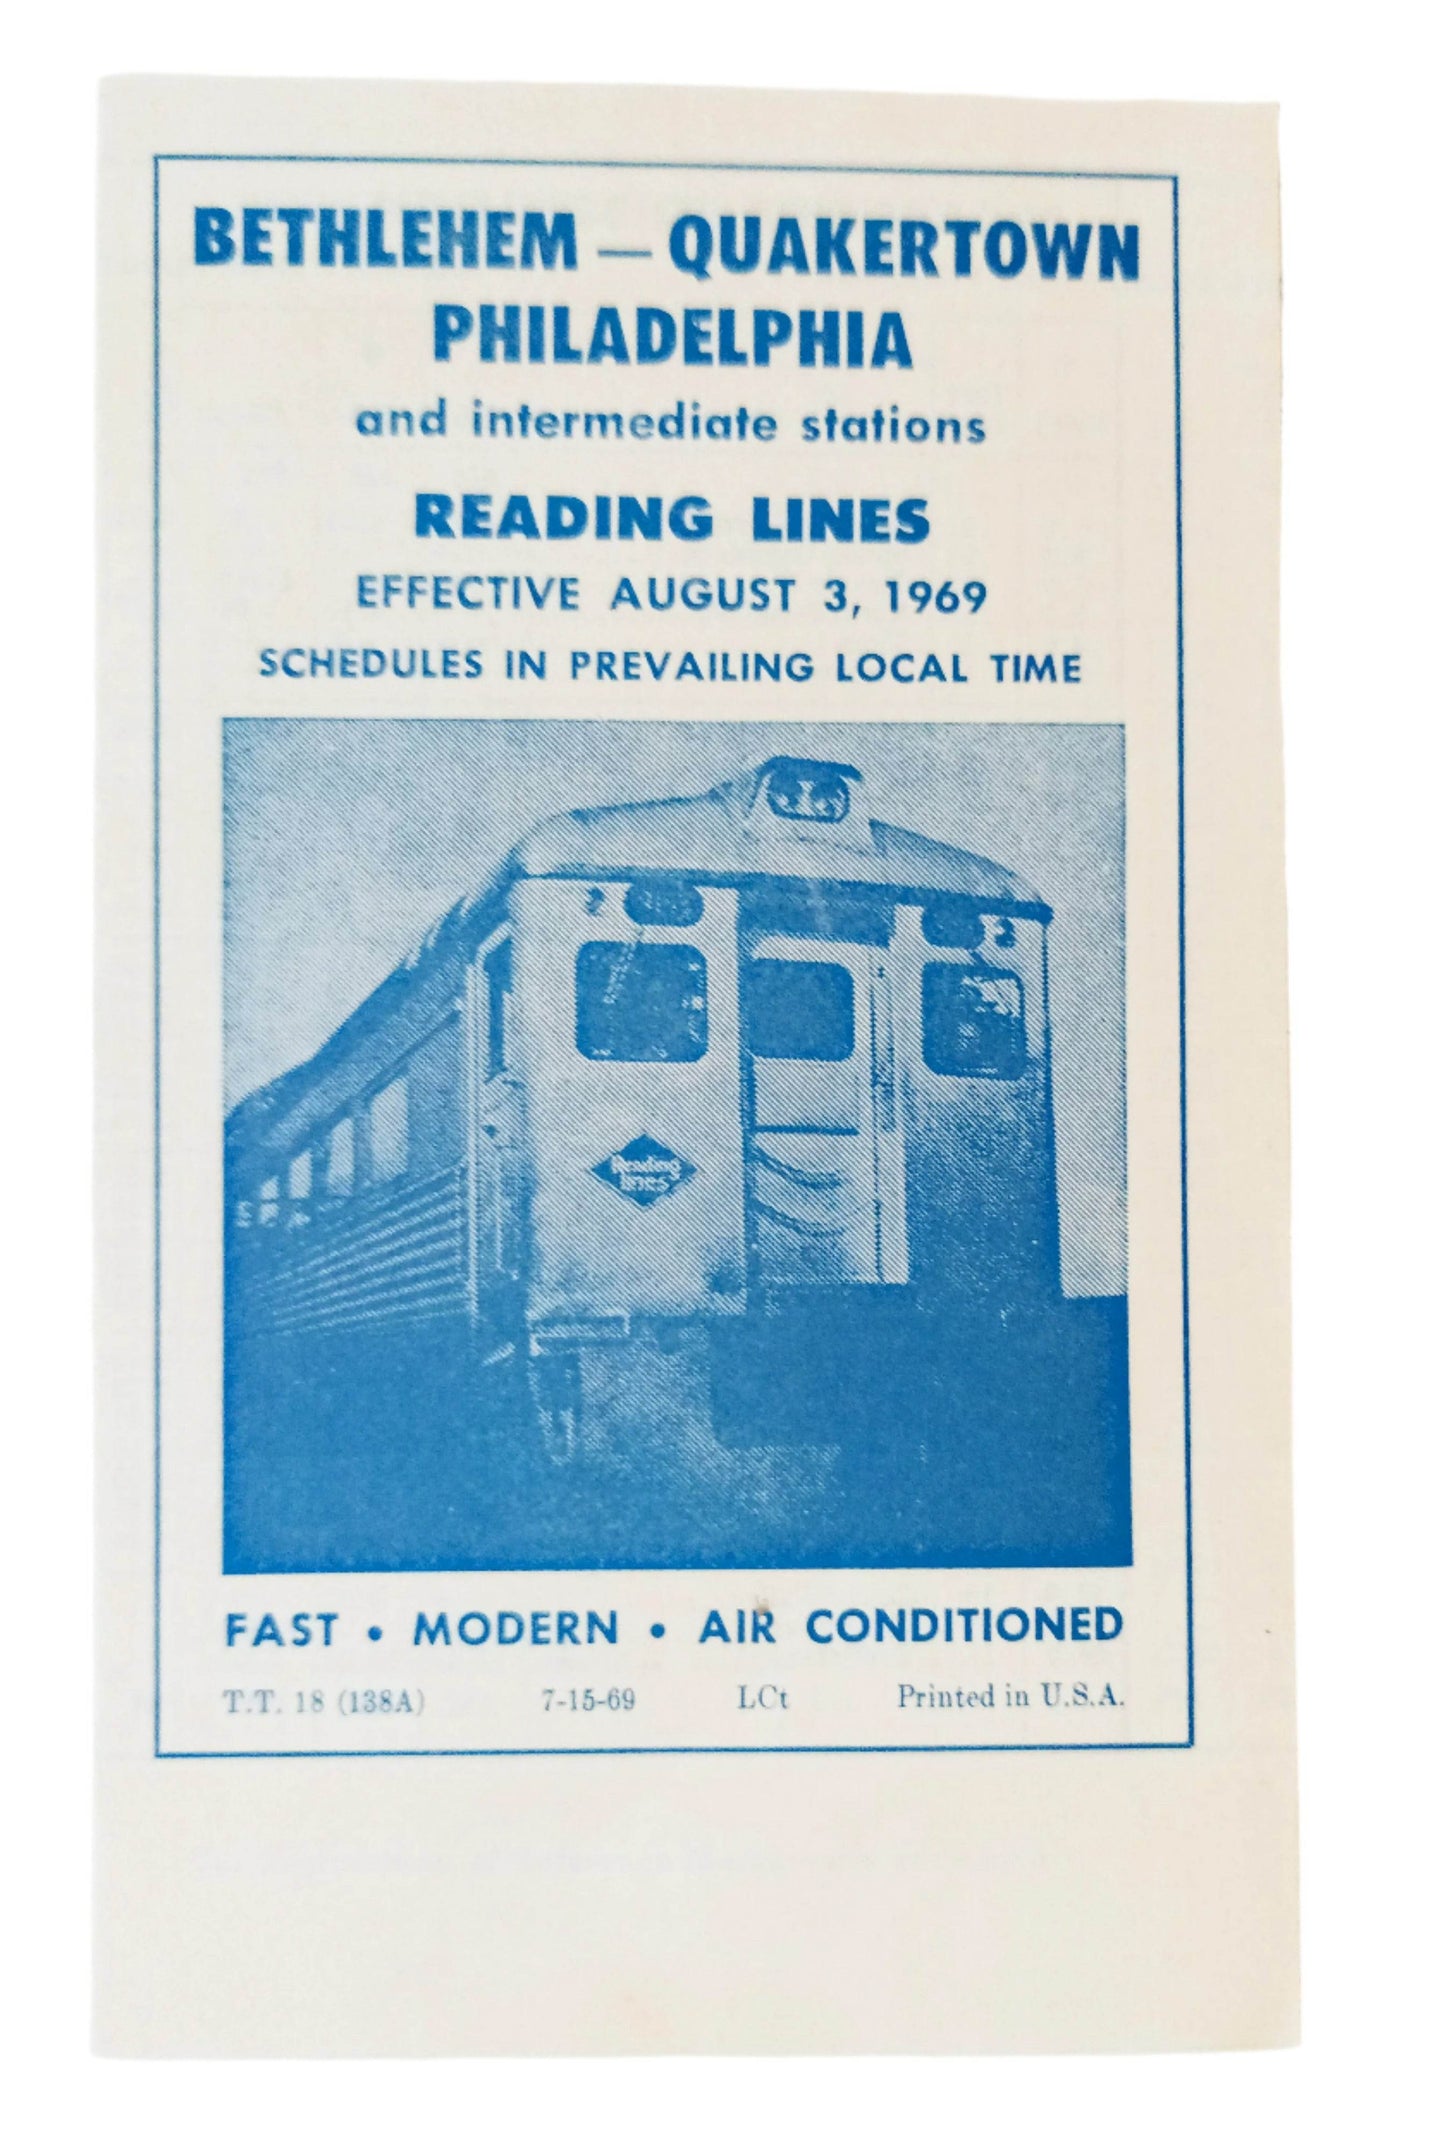 BETHLEHEM — QUAKERTOWN
PHILADELPHIA
and intermediate stations
READING LINES
EFFECTIVE AUGUST 3, 1969
SCHEDULES IN PREVAILING LOCAL TIME
Reading
Lines
FAST • MODERN • AIR CONDITIONED
T.T. 18 (138A) 7-15-69 LCt Printed in U.S.A.